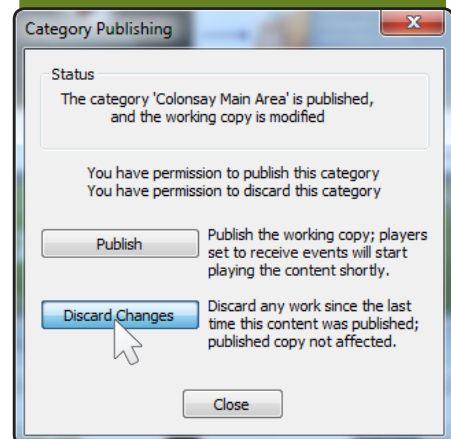 Category Publishing
Status
The category 'Colonsay Main Area' is published,
and the working copy is modified
You have permission to publish this category
You have permission to discard this category
Publish
Publish the working copy; players
set to receive events will start
playing the content shortly.
Discard Changes
Discard any work since the last
time this content was published;
published copy not affected.
Close